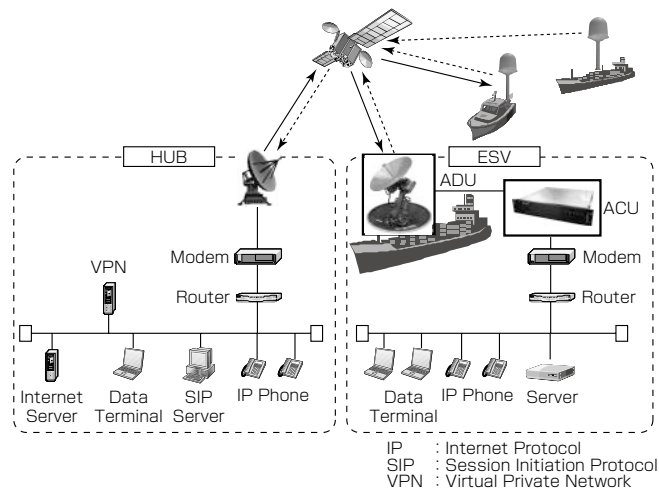 HUB
ESV
ADU
ACU
Modem
Modem
VPN
Router
Router
Internet
Server
Data
Terminal
SIP
Server
IP Phone
Data
Terminal
IP Phone
Server
IP : Internet Protocol
SIP : Session Initiation Protocol
VPN : Virtual Private Network